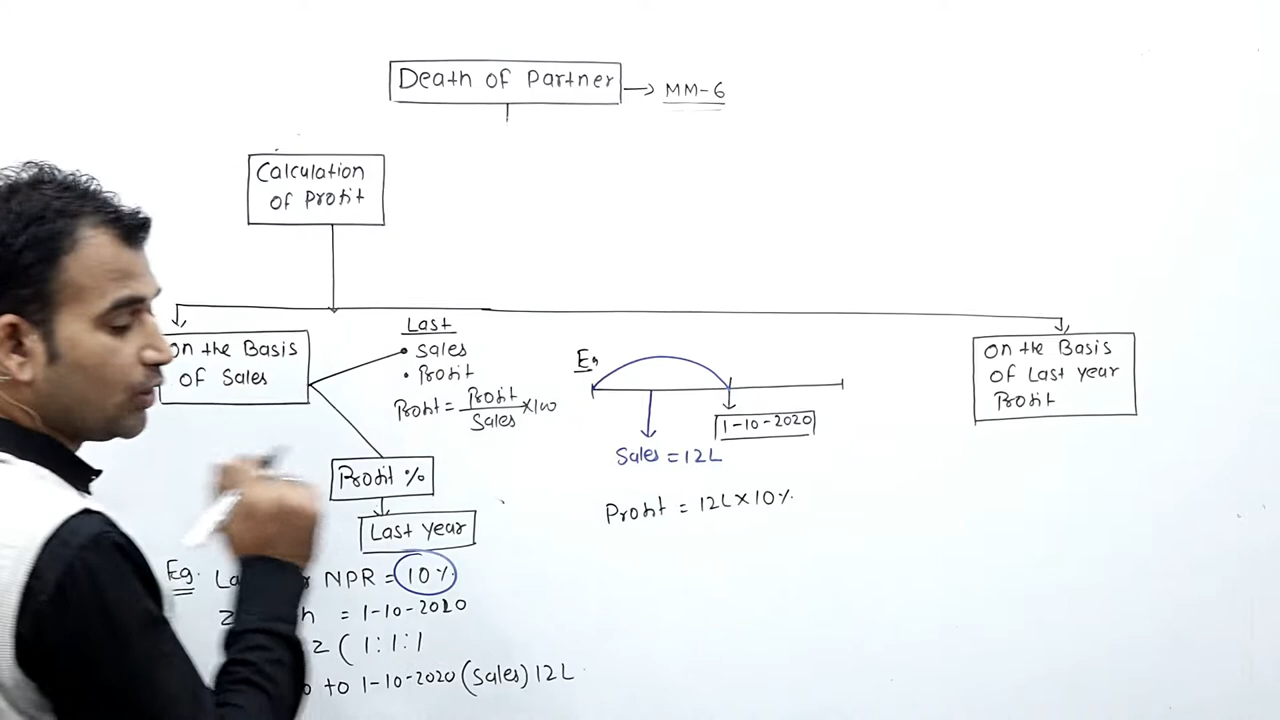 Death of Partner → MM-6
Calculation
of Profit
on the Basis
of Sales
Last
• Sales
• Profit
Profit = Profit/Sales × 100
Profit %
Last year
Eg
1-10-2020
Sales = 12L
Profit = 12L × 10%
on the Basis
of Last year
Profit
Eg. NPR = 10%
= 1-10-2020
Z ( 1:1:1
to 1-10-2020 (Sales) 12L